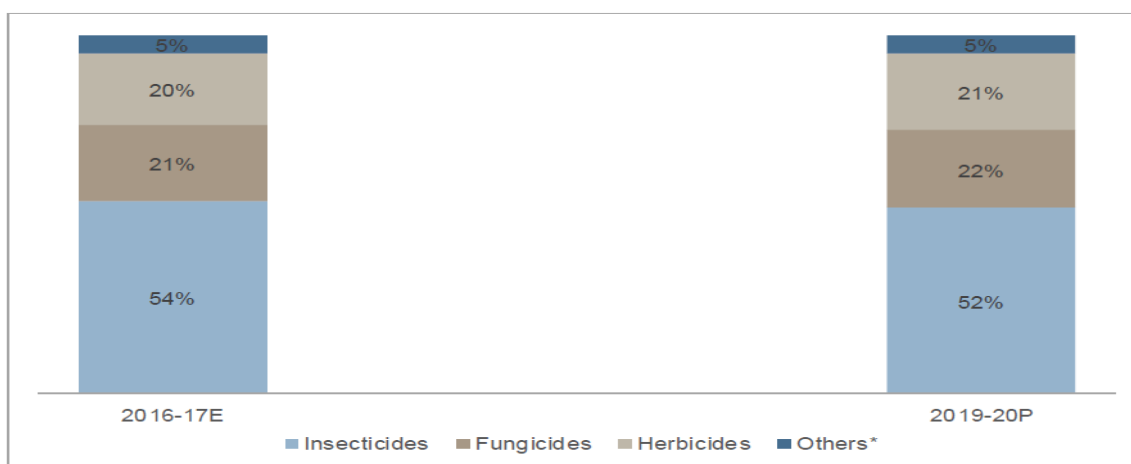 5% 5%
20% 21%
21% 22%
54% 52%
2016-17E 2019-20P
Insecticides Fungicides Herbicides Others*